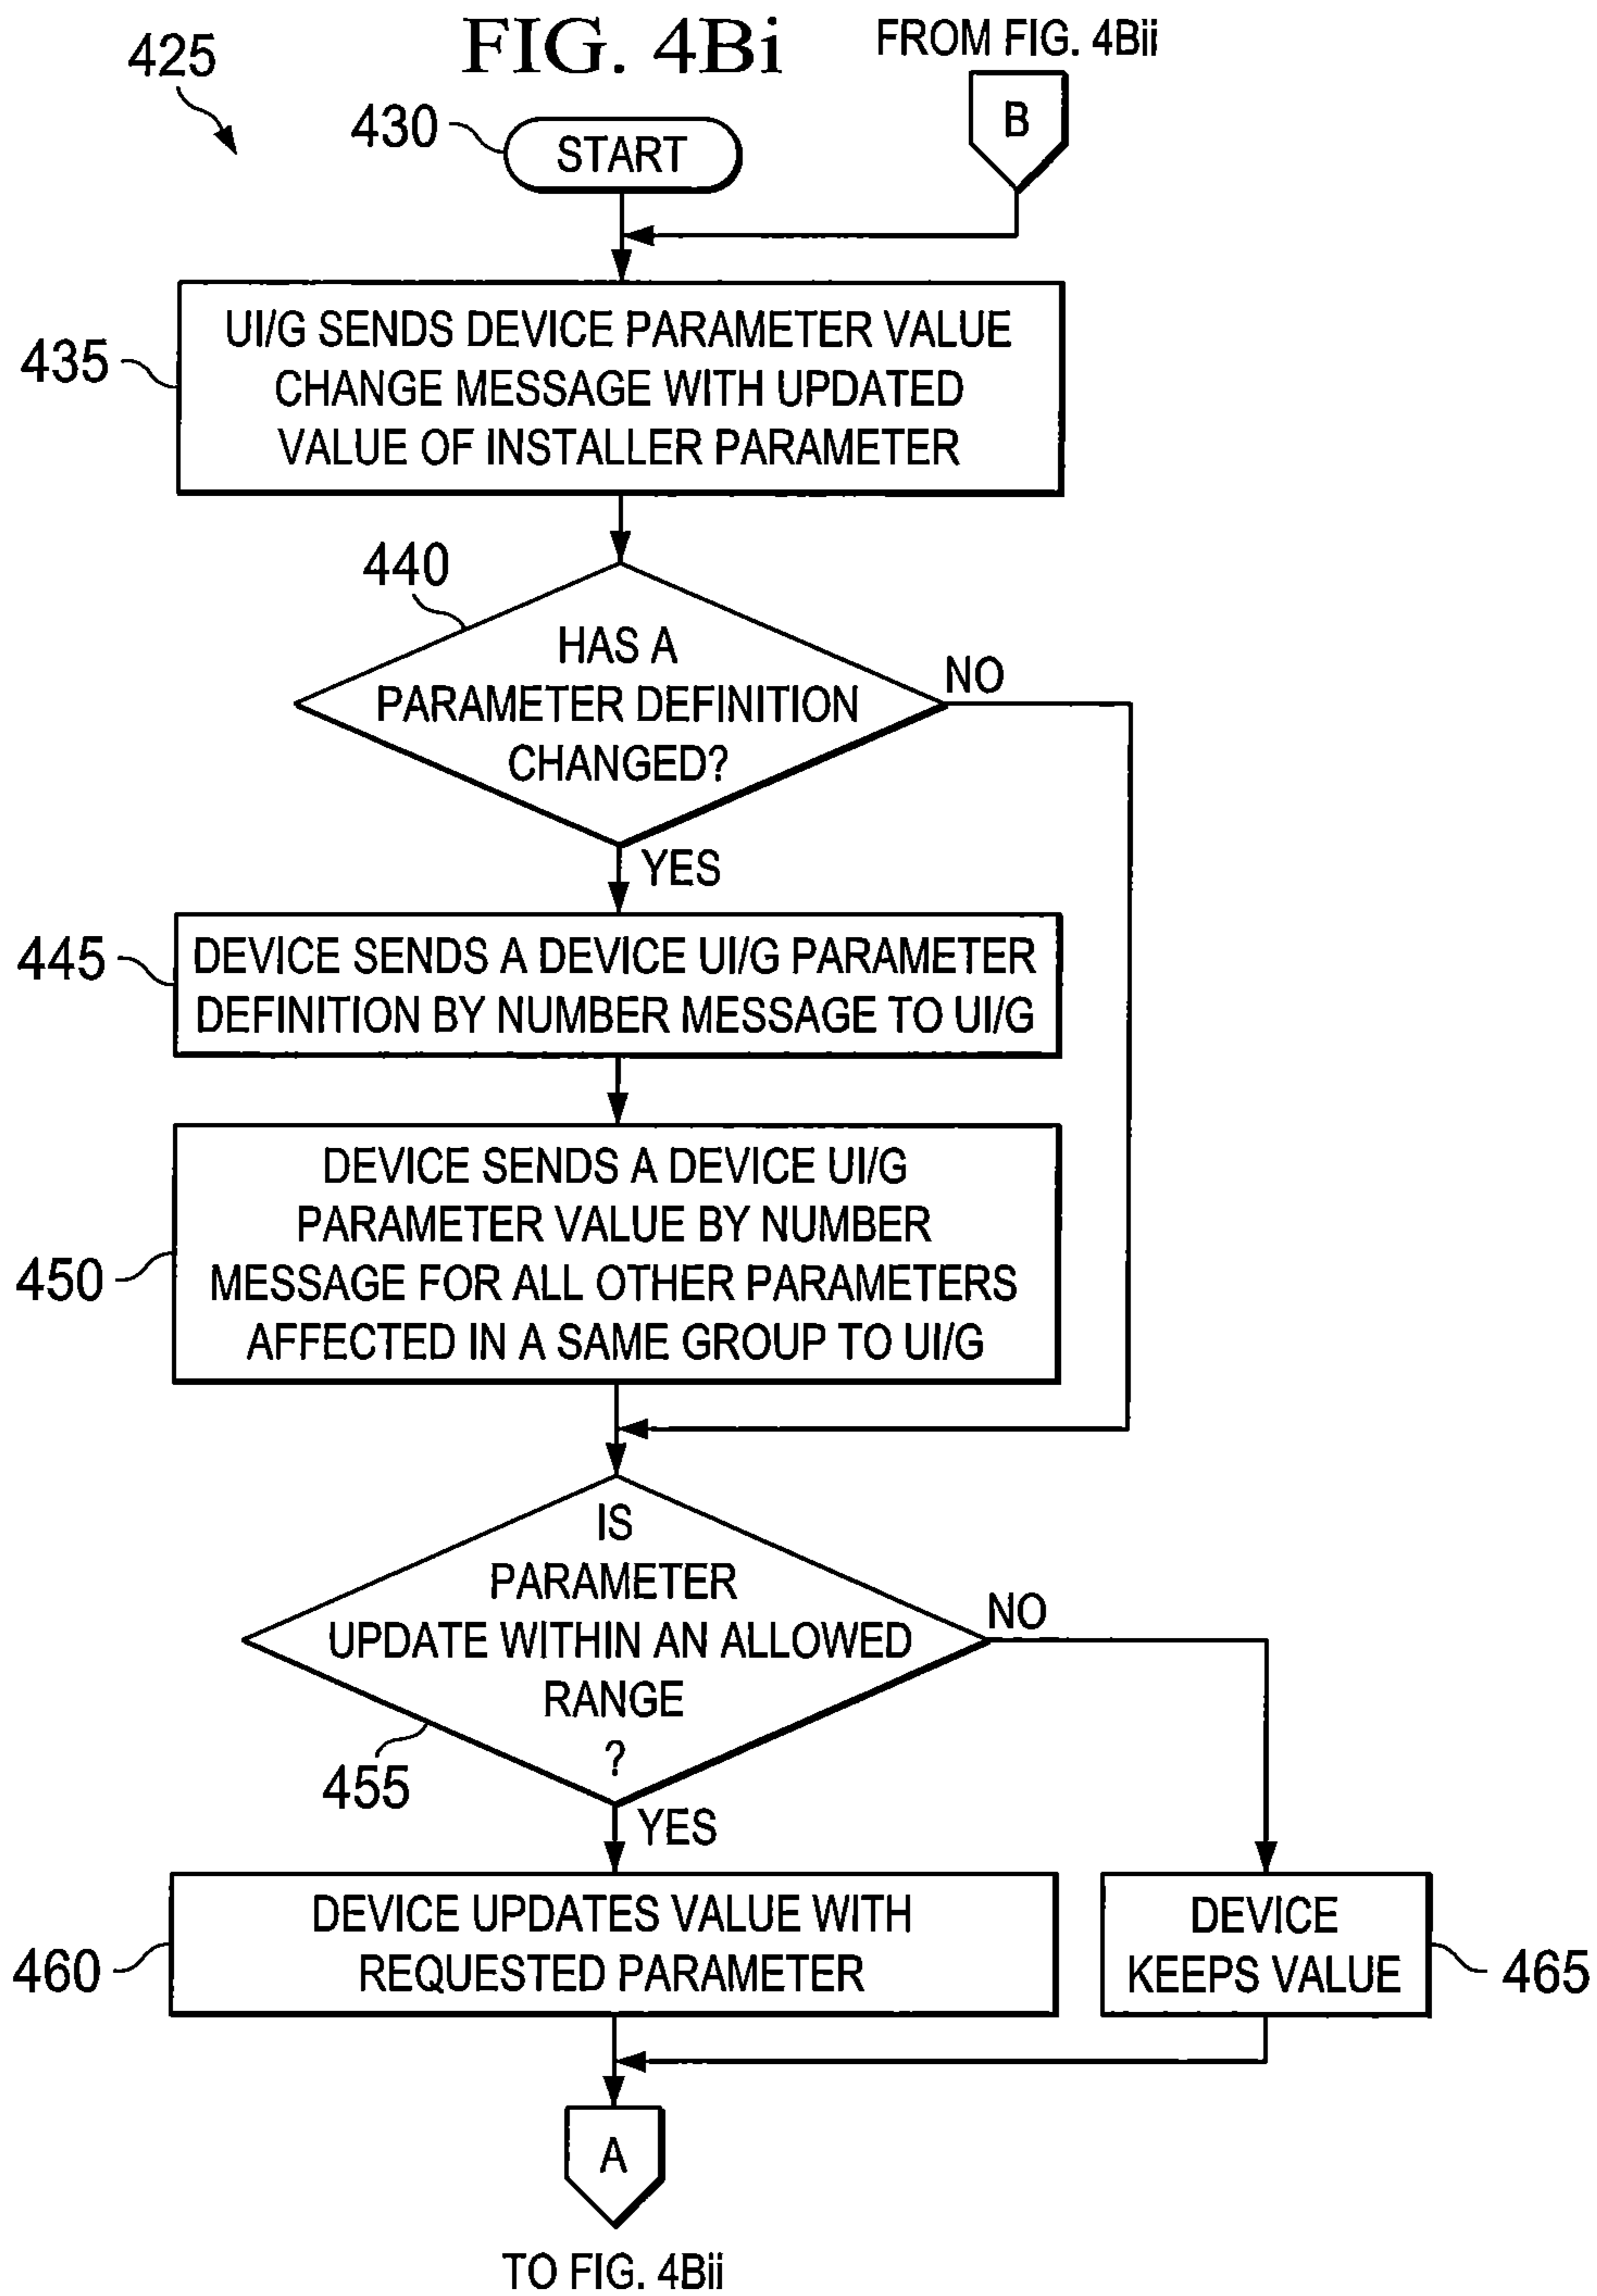 FIG. 4Bi
FROM FIG. 4Bii
425
430
START
B
435
UI/G SENDS DEVICE PARAMETER VALUE
CHANGE MESSAGE WITH UPDATED
VALUE OF INSTALLER PARAMETER
440
HAS A
PARAMETER DEFINITION
CHANGED?
NO
YES
445
DEVICE SENDS A DEVICE UI/G PARAMETER
DEFINITION BY NUMBER MESSAGE TO UI/G
450
DEVICE SENDS A DEVICE UI/G
PARAMETER VALUE BY NUMBER
MESSAGE FOR ALL OTHER PARAMETERS
AFFECTED IN A SAME GROUP TO UI/G
IS
PARAMETER
UPDATE WITHIN AN ALLOWED
RANGE
?
NO
455
YES
460
DEVICE UPDATES VALUE WITH
REQUESTED PARAMETER
DEVICE
KEEPS VALUE
465
A
TO FIG. 4Bii